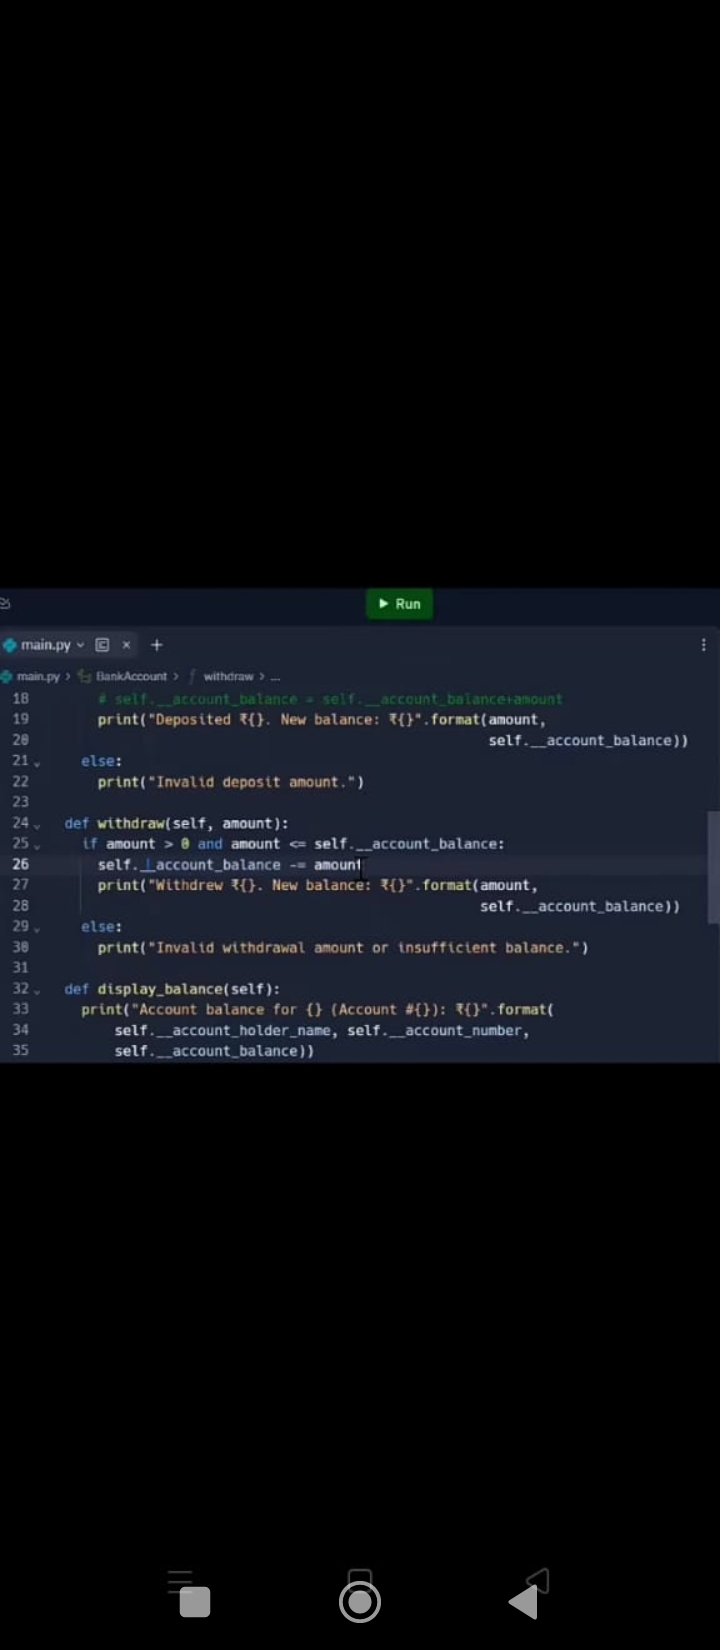 Run
main.py
main.py > BankAccount > withdraw > ...
18 # self.__account_balance = self.__account_balance+amount
19 print("Deposited ₹{}. New balance: ₹{}".format(amount,
20 self.__account_balance))
21 else:
22 print("Invalid deposit amount.")
23
24 def withdraw(self, amount):
25 if amount > 0 and amount <= self.__account_balance:
26 self.__account_balance -= amount
27 print("Withdrew ₹{}. New balance: ₹{}".format(amount,
28 self.__account_balance))
29 else:
30 print("Invalid withdrawal amount or insufficient balance.")
31
32 def display_balance(self):
33 print("Account balance for {} (Account #{}): ₹{}".format(
34 self.__account_holder_name, self.__account_number,
35 self.__account_balance))